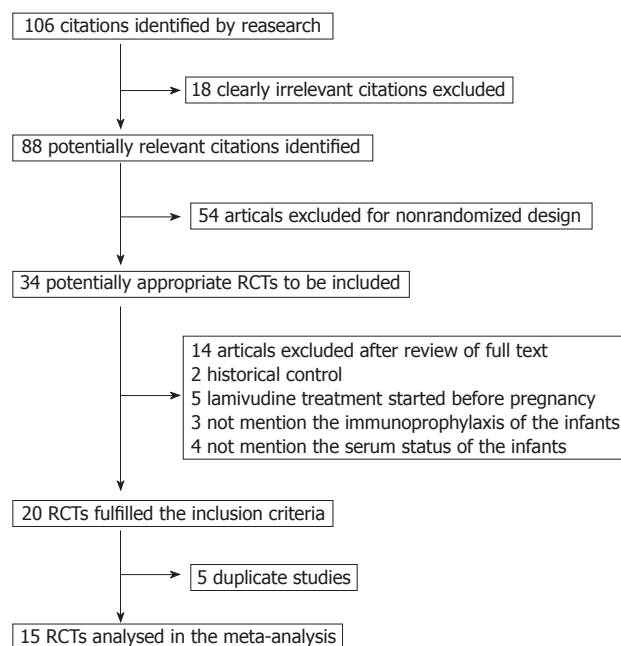 106 citations identified by reasearch
18 clearly irrelevant citations excluded
88 potentially relevant citations identified
54 articals excluded for nonrandomized design
34 potentially appropriate RCTs to be included
14 articals excluded after review of full text
2 historical control
5 lamivudine treatment started before pregnancy
3 not mention the immunoprophylaxis of the infants
4 not mention the serum status of the infants
20 RCTs fulfilled the inclusion criteria
5 duplicate studies
15 RCTs analysed in the meta-analysis